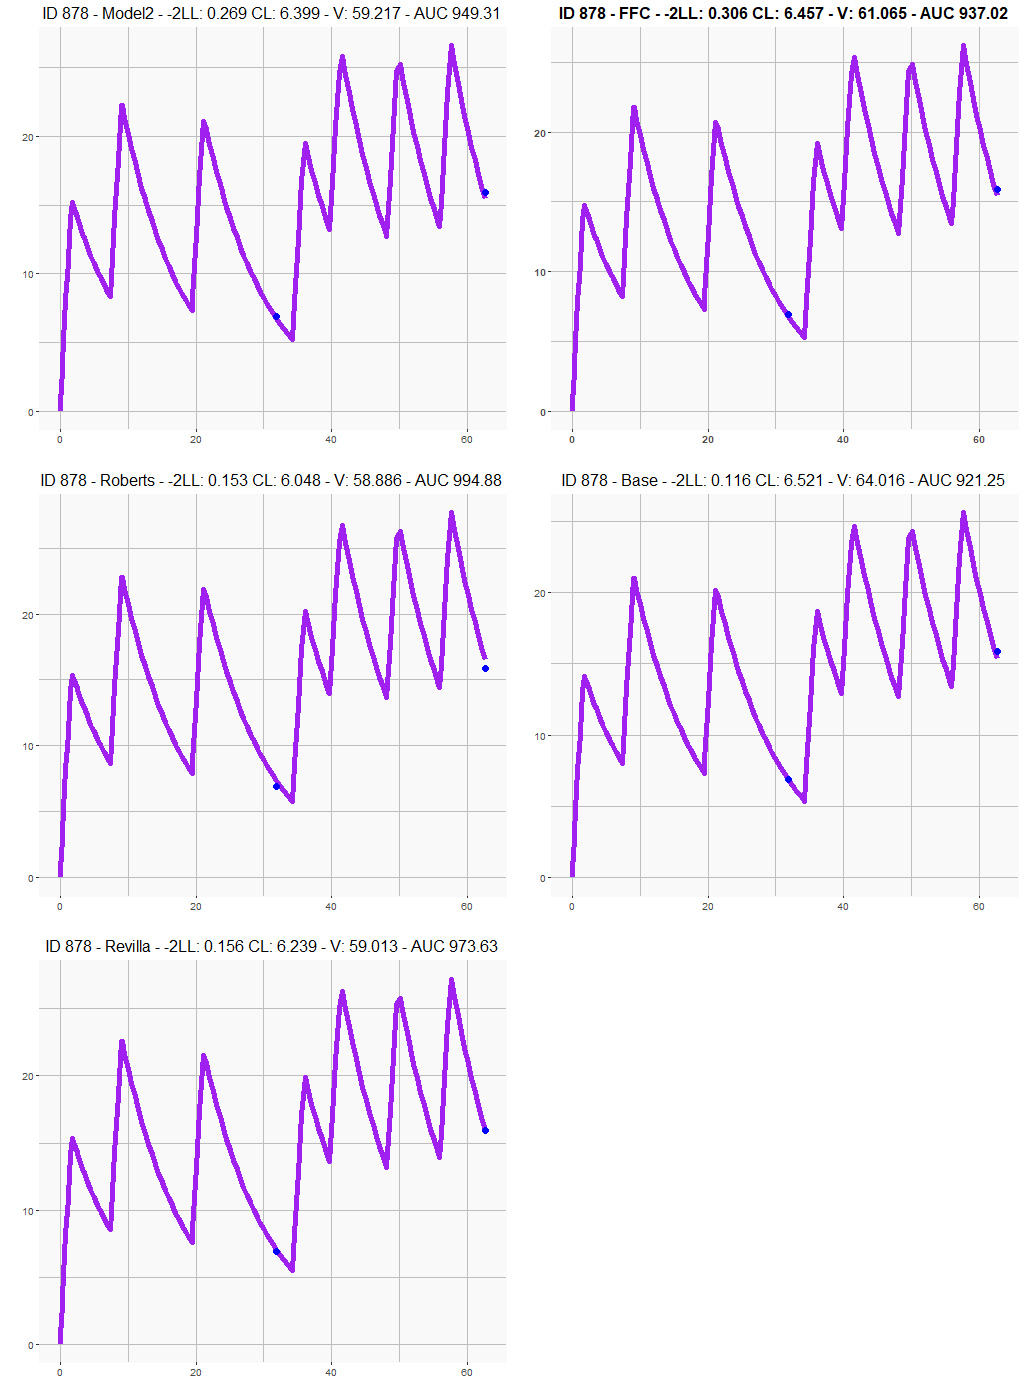 ID 878 - Model2 - -2LL: 0.269 CL: 6.399 - V: 59.217 - AUC 949.31
20
10
0
0 20 40 60
ID 878 - FFC - -2LL: 0.306 CL: 6.457 - V: 61.065 - AUC 937.02
20
10
0
0 20 40 60
ID 878 - Roberts - -2LL: 0.153 CL: 6.048 - V: 58.886 - AUC 994.88
20
10
0
0 20 40 60
ID 878 - Base - -2LL: 0.116 CL: 6.521 - V: 64.016 - AUC 921.25
20
10
0
0 20 40 60
ID 878 - Revilla - -2LL: 0.156 CL: 6.239 - V: 59.013 - AUC 973.63
20
10
0
0 20 40 60